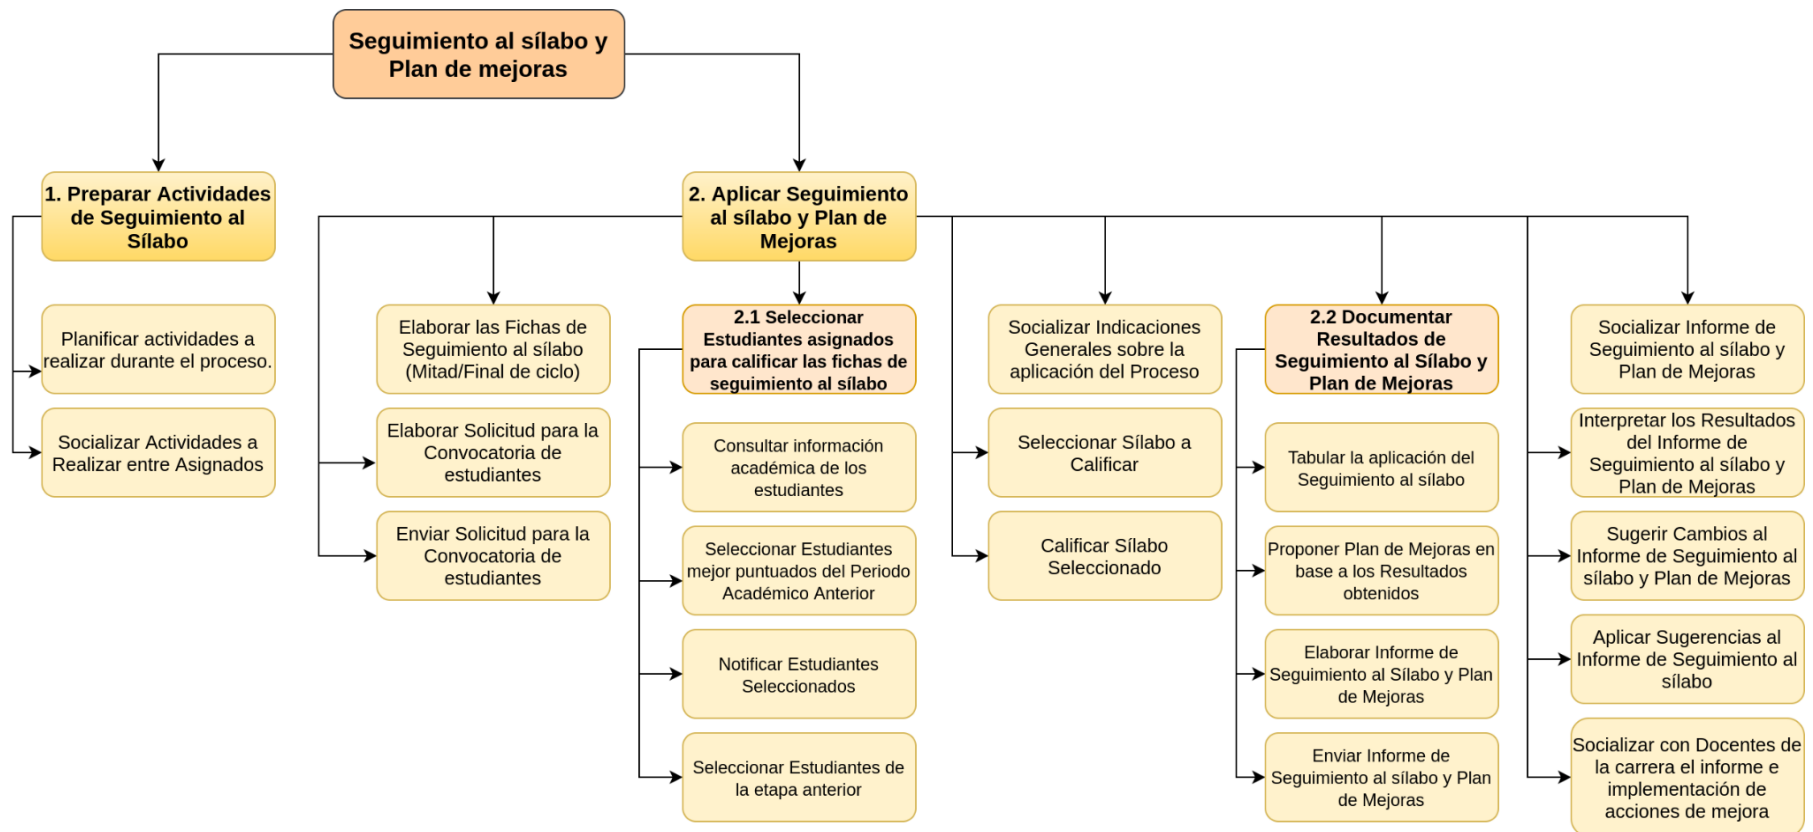 Seguimiento al sílabo y
Plan de mejoras
1. Preparar Actividades
de Seguimiento al
Sílabo
2. Aplicar Seguimiento
al sílabo y Plan de
Mejoras
Planificar actividades a
realizar durante el proceso.
Socializar Actividades a
Realizar entre Asignados
Elaborar las Fichas de
Seguimiento al sílabo
(Mitad/Final de ciclo)
Elaborar Solicitud para la
Convocatoria de
estudiantes
Enviar Solicitud para la
Convocatoria de
estudiantes
2.1 Seleccionar
Estudiantes asignados
para calificar las fichas de
seguimiento al sílabo
Consultar información
académica de los
estudiantes
Seleccionar Estudiantes
mejor puntuados del Periodo
Académico Anterior
Notificar Estudiantes
Seleccionados
Seleccionar Estudiantes de
la etapa anterior
Socializar Indicaciones
Generales sobre la
aplicación del Proceso
Seleccionar Sílabo a
Calificar
Calificar Sílabo
Seleccionado
2.2 Documentar
Resultados de
Seguimiento al Sílabo y
Plan de Mejoras
Tabular la aplicación del
Seguimiento al sílabo
Proponer Plan de Mejoras en
base a los Resultados
obtenidos
Elaborar Informe de
Seguimiento al Sílabo y Plan
de Mejoras
Enviar Informe de
Seguimiento al sílabo y Plan
de Mejoras
Socializar Informe de
Seguimiento al sílabo y
Plan de Mejoras
Interpretar los Resultados
del Informe de
Seguimiento al sílabo y
Plan de Mejoras
Sugerir Cambios al
Informe de Seguimiento al
sílabo y Plan de Mejoras
Aplicar Sugerencias al
Informe de Seguimiento al
sílabo
Socializar con Docentes de
la carrera el informe e
implementación de
acciones de mejora